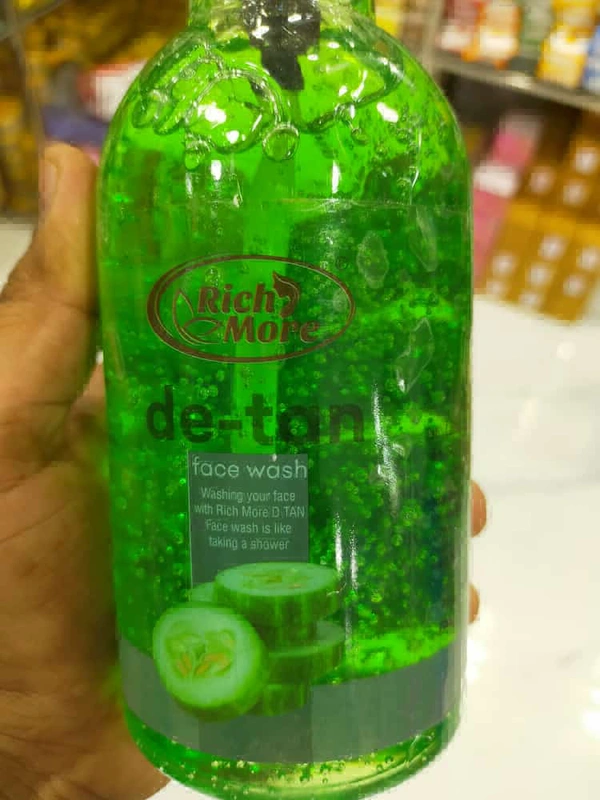 Rich
More
de-tan
face wash
Washing your face
with Rich More D TAN
Face wash is like
taking a shower